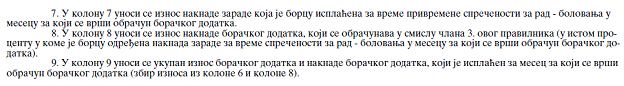 7. У колону 7 уноси се износ накнаде зараде која је борцу исплаћена за време привремене спречености за рад - боловања у
месецу за који се врши обрачун борачког додатка.
8. У колону 8 уноси се износ накнаде борачког додатка, који се обрачунава у смислу члана 3. овог правилника (у истом про-
центу у коме је борцу одређена накнада зараде за време спречености за рад - боловања у месецу за који се врши обрачун борачког до-
датка).
9. У колону 9 уноси се укупан износ борачког додатка и накнаде борачког додатка, који је исплаћен за месец за који се врши
обрачун борачког додатка (збир износа из колоне 6 и колоне 8).